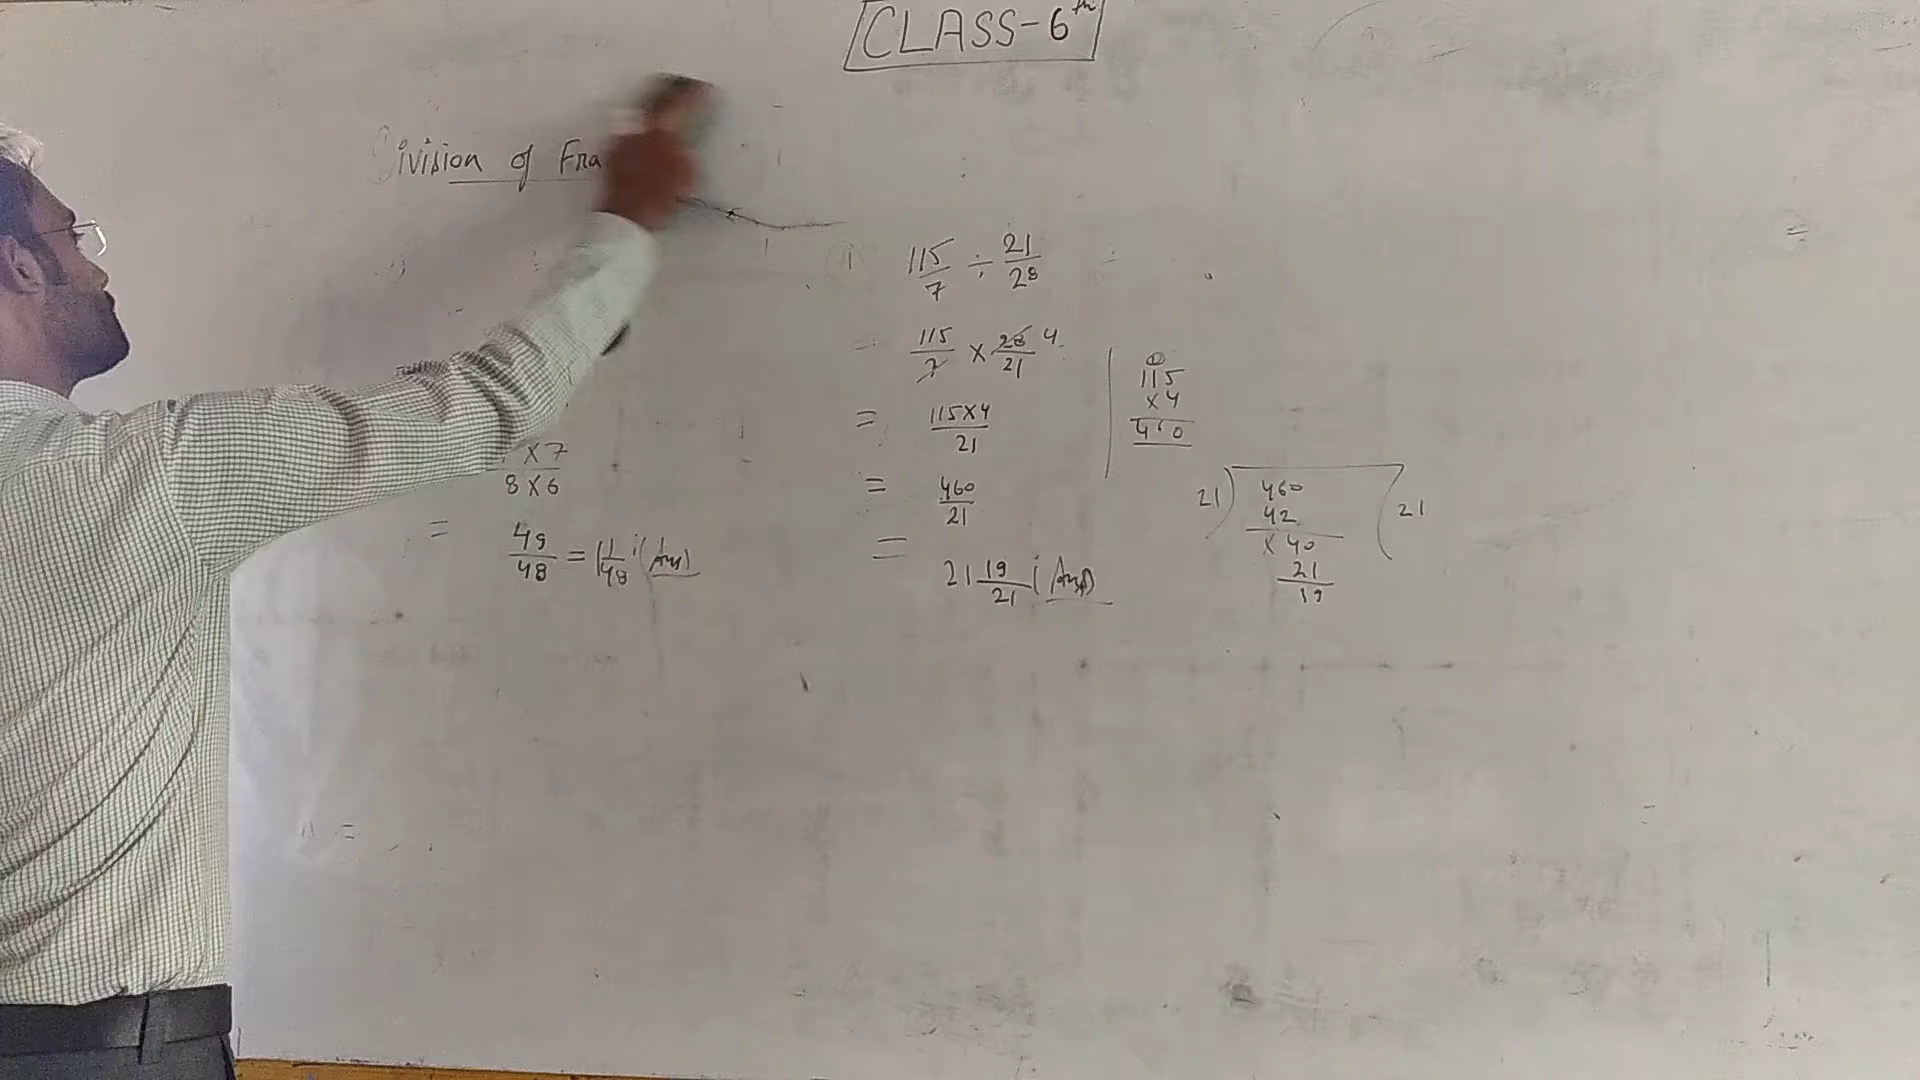 CLASS-6th
Division of Fra
115/7 ÷ 21/28
= 115/7 × 28/21 4
= 115×4/21
= 460/21
= 21 19/21 (Ans)
115
×4
460
21) 460 (21
42
×40
21
19
×7
8×6
= 49/48 = 1 1/48 (Ans)